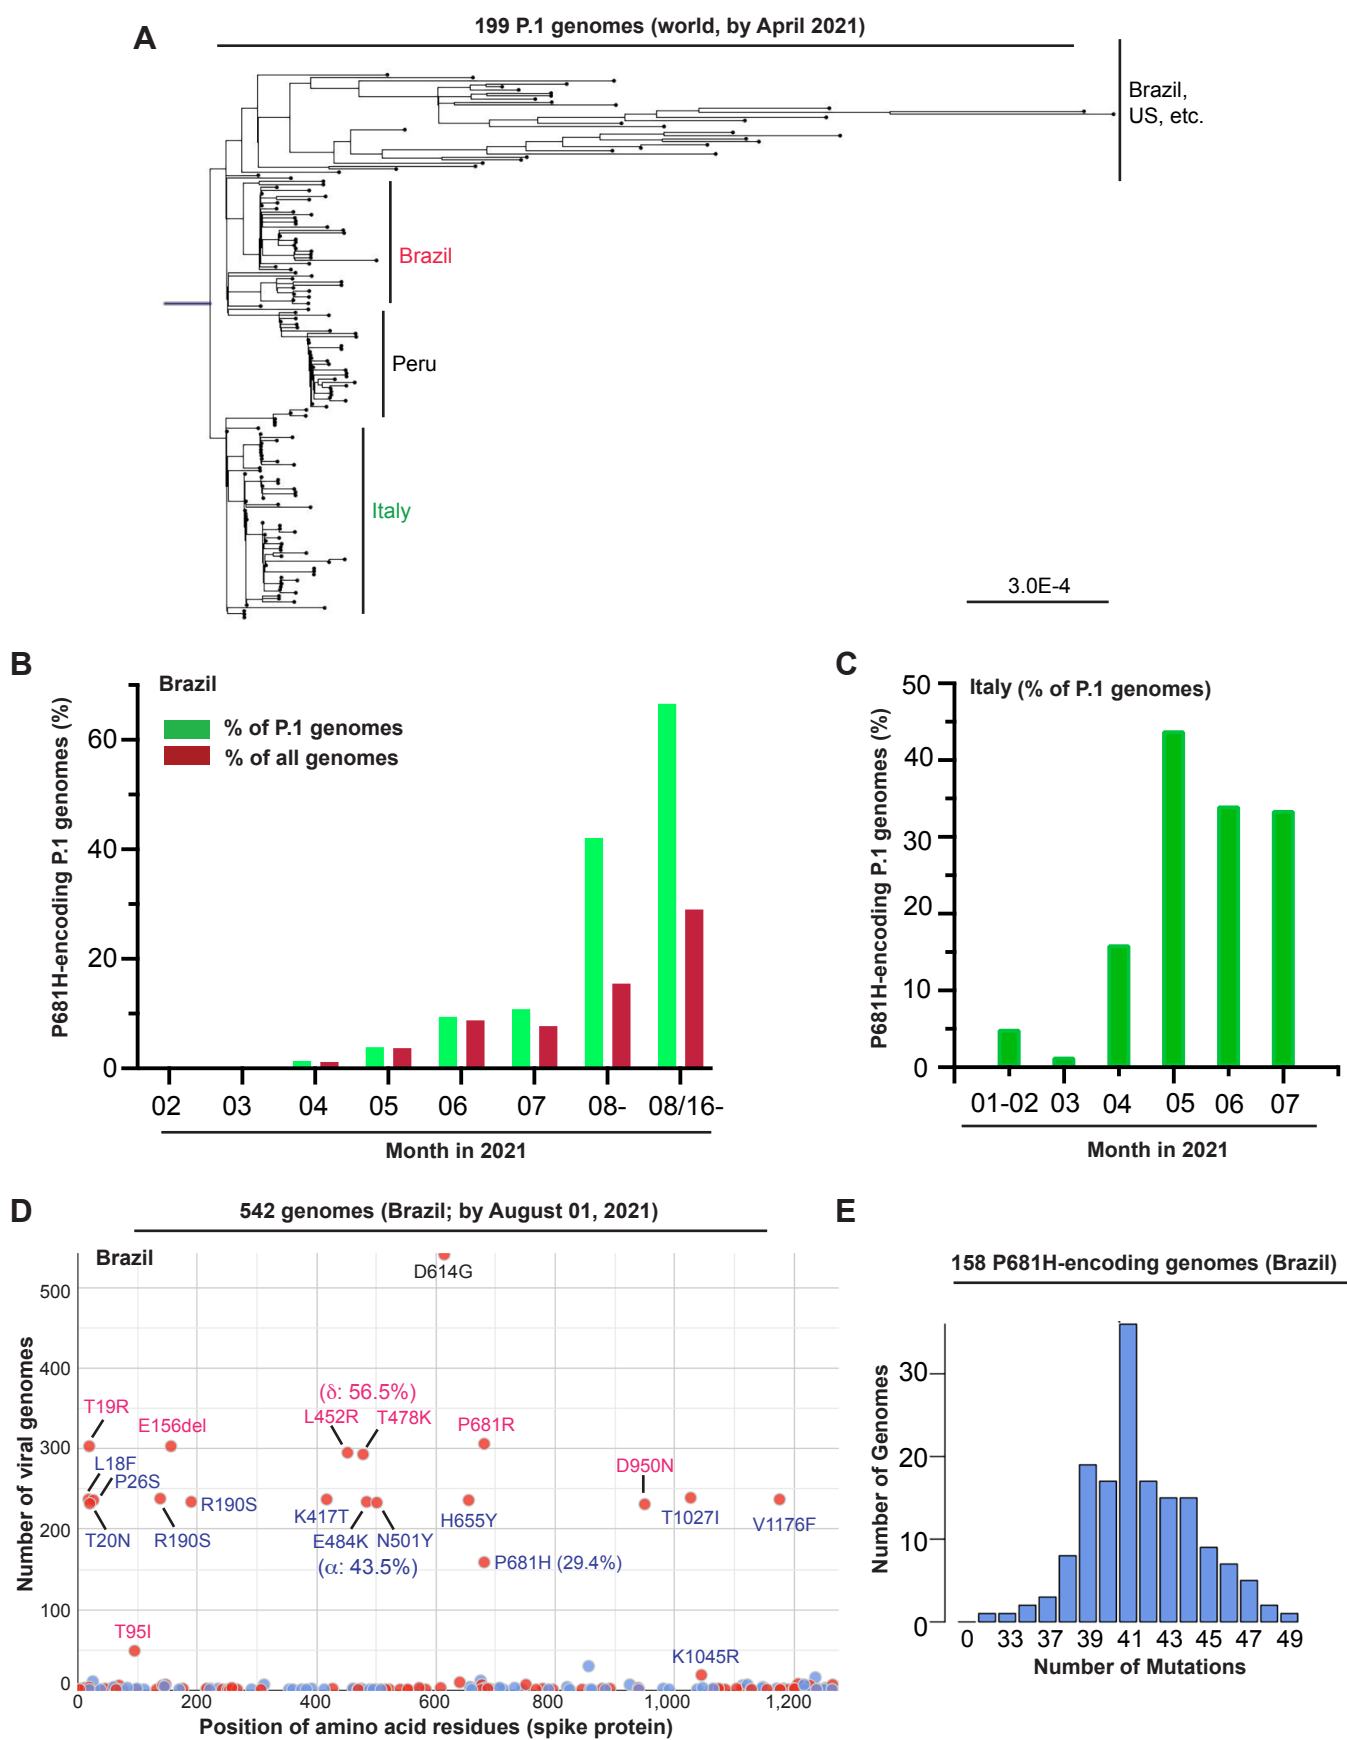 A
199 P.1 genomes (world, by April 2021)
Brazil,
US, etc.
Brazil
Peru
Italy
3.0E-4
B
Brazil
% of P.1 genomes
% of all genomes
P681H-encoding P.1 genomes (%)
60
40
20
0
02 03 04 05 06 07 08- 08/16-
Month in 2021
C
Italy (% of P.1 genomes)
P681H-encoding P.1 genomes (%)
50
40
30
20
10
0
01-02 03 04 05 06 07
Month in 2021
D
542 genomes (Brazil; by August 01, 2021)
Brazil
D614G
Number of viral genomes
500
400
300
200
100
0
(δ: 56.5%)
T19R
E156del
L452R
T478K
P681R
L18F
P26S
D950N
R190S
T20N
R190S
K417T
E484K
N501Y
H655Y
T1027I
V1176F
(α: 43.5%)
P681H (29.4%)
T95I
K1045R
0 200 400 600 800 1,000 1,200
Position of amino acid residues (spike protein)
E
158 P681H-encoding genomes (Brazil)
Number of Genomes
30
20
10
0
0 33 37 39 41 43 45 47 49
Number of Mutations